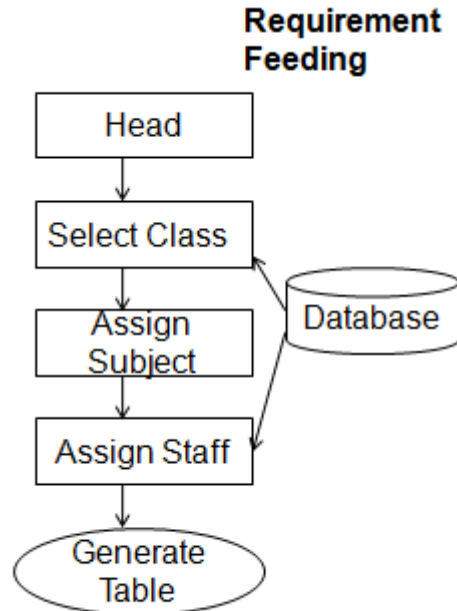 Requirement
Feeding
Head
Select Class
Assign
Subject
Database
Assign Staff
Generate
Table